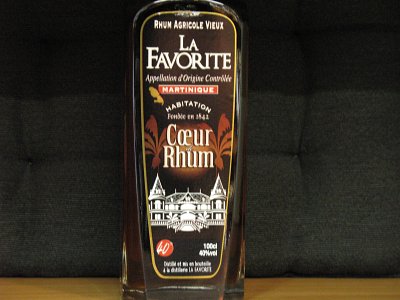 Rhum Agricole Vieux
La
Favorite
Appellation d'Origine Contrôlée
MARTINIQUE
HABITATION
Fondée en 1842
Cœur
de
Rhum
40
100cl
40%vol
Distillé et mis en bouteille
à la distillerie LA FAVORITE